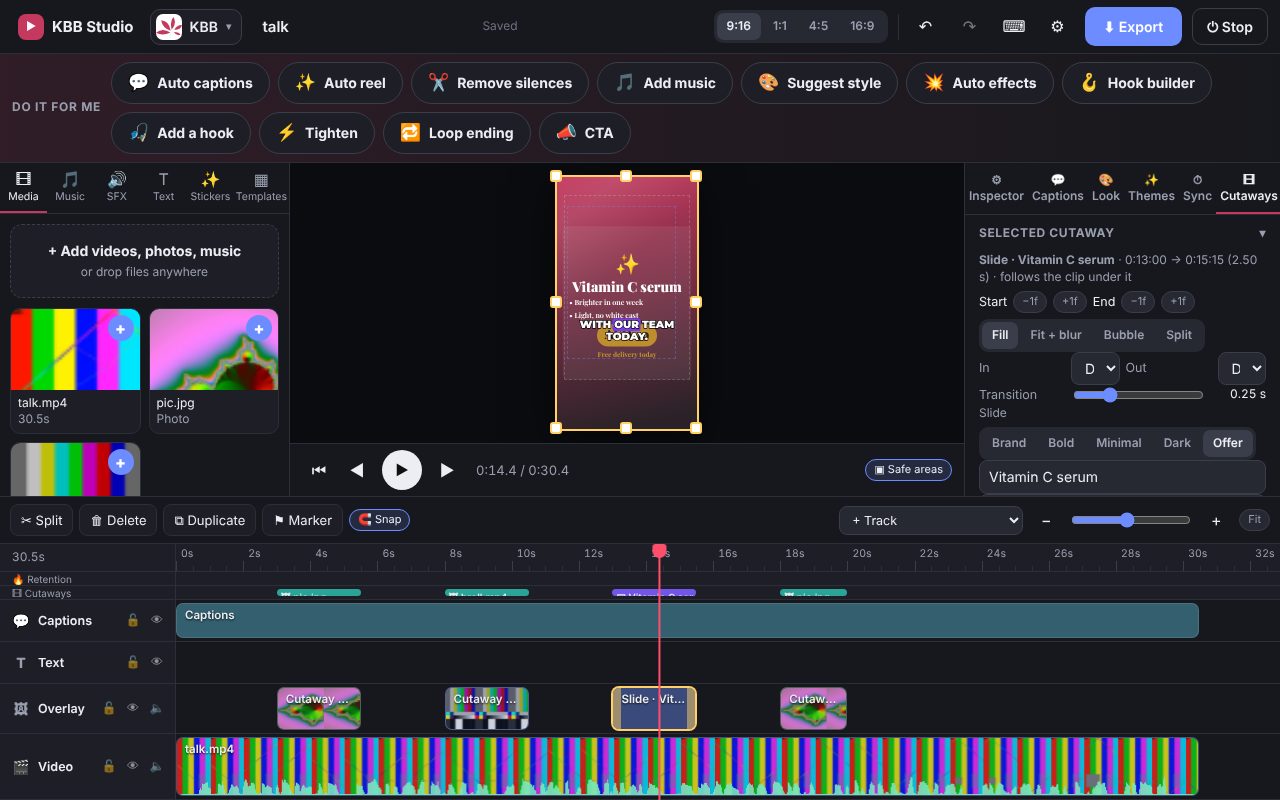 KBB Studio
KBB
talk
Saved
9:16 1:1 4:5 16:9
Export
Stop
DO IT FOR ME
Auto captions
Auto reel
Remove silences
Add music
Suggest style
Auto effects
Hook builder
Add a hook
Tighten
Loop ending
CTA
Media Music SFX Text Stickers Templates
+ Add videos, photos, music
or drop files anywhere
talk.mp4
30.5s
pic.jpg
Photo
Vitamin C serum
• Brighter in one week
• Light, no white cast
WITH OUR TEAM
TODAY.
Free delivery today
0:14.4 / 0:30.4
Safe areas
Inspector Captions Look Themes Sync Cutaways
SELECTED CUTAWAY
Slide · Vitamin C serum · 0:13:00 → 0:15:15 (2.50
s) · follows the clip under it
Start −1f +1f End −1f +1f
Fill Fit + blur Bubble Split
In D Out D
Transition 0.25 s
Slide
Brand Bold Minimal Dark Offer
Vitamin C serum
Split
Delete
Duplicate
Marker
Snap
+ Track
− + Fit
30.5s
0s 2s 4s 6s 8s 10s 12s 16s 18s 20s 22s 24s 26s 28s 30s 32s
Retention
Cutaways
Captions
Captions
Text
Overlay
Cutaway ...
Cutaway ...
Slide · Vit...
Cutaw...
Video
talk.mp4